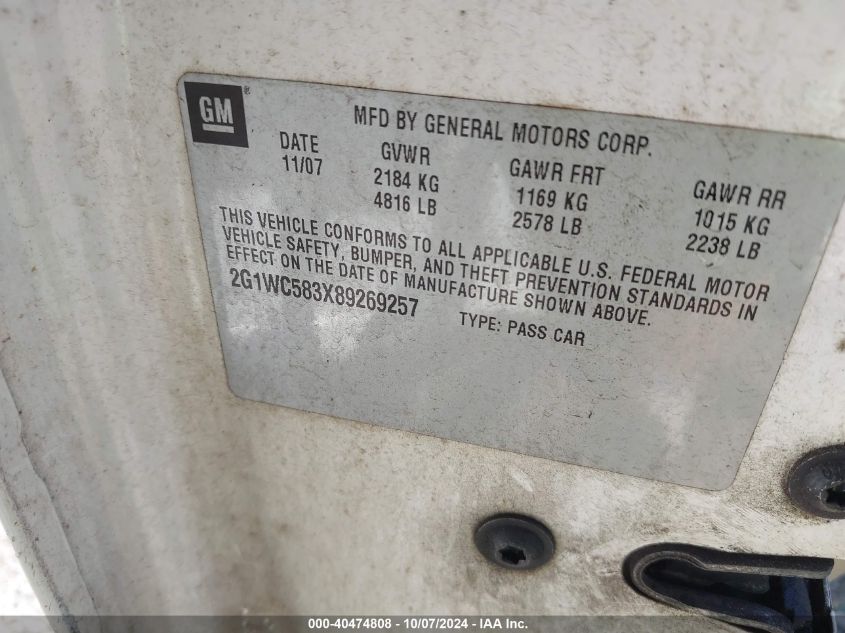 GM ®
MFD BY GENERAL MOTORS CORP.
DATE GVWR GAWR FRT GAWR RR
11/07 2184 KG 1169 KG 1015 KG
4816 LB 2578 LB 2238 LB
THIS VEHICLE CONFORMS TO ALL APPLICABLE U.S. FEDERAL MOTOR
VEHICLE SAFETY, BUMPER, AND THEFT PREVENTION STANDARDS IN
EFFECT ON THE DATE OF MANUFACTURE SHOWN ABOVE.
2G1WC583X89269257 TYPE: PASS CAR
000-40474808 - 10/07/2024 - IAA Inc.